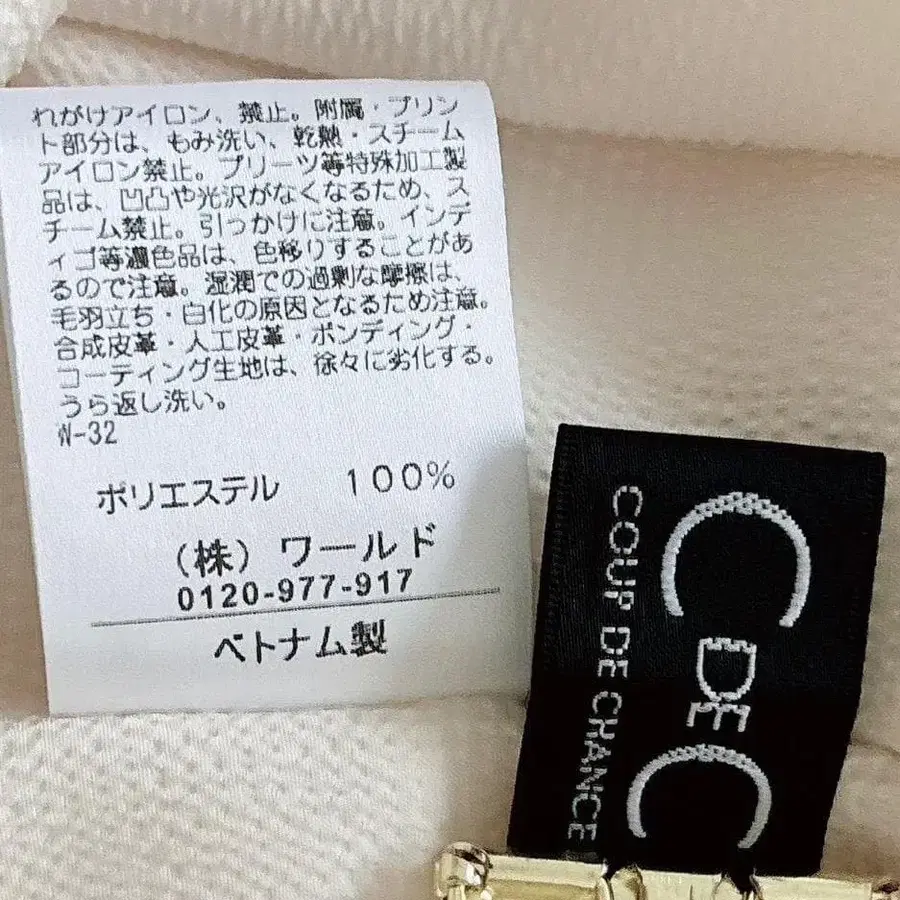 れがけアイロン、禁止。附属・プリン
ト部分は、もみ洗い、乾熱・スチーム
アイロン禁止。プリーツ等特殊加工製
品は、凹凸や光沢がなくなるため、ス
チーム禁止。引っかけに注意。インデ
ィゴ等濃色品は、色移りすることがあ
るので注意。湿潤での過剰な摩擦は、
毛羽立ち・白化の原因となるため注意。
合成皮革・人工皮革・ボンディング・
コーティング生地は、徐々に劣化する。
うら返し洗い。
W-32
ポリエステル 100%
(株)ワールド
0120-977-917
ベトナム製
C DE C
COUP DE CHANCE